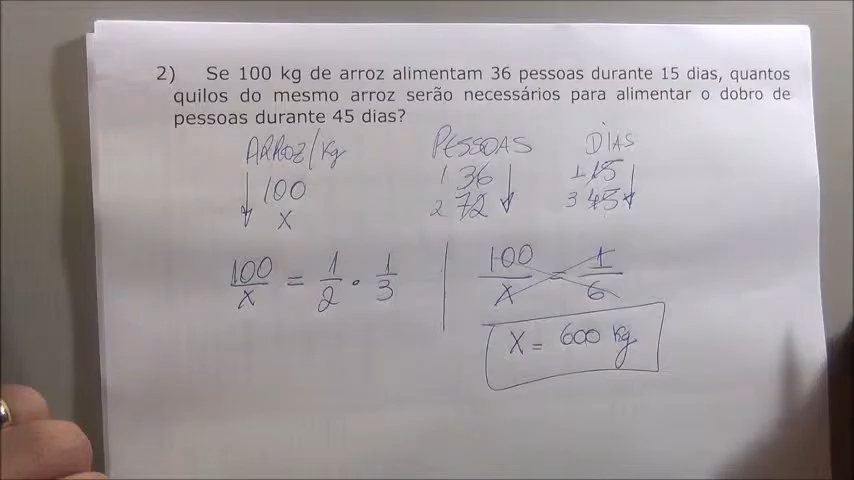 2) Se 100 kg de arroz alimentam 36 pessoas durante 15 dias, quantos
quilos do mesmo arroz serão necessários para alimentar o dobro de
pessoas durante 45 dias?
ARROZ/Kg PESSOAS DIAS
100 1 36 1 15
X 2 72 3 45
100/X = 1/2 · 1/3 100/X = 1/6
X = 600 Kg